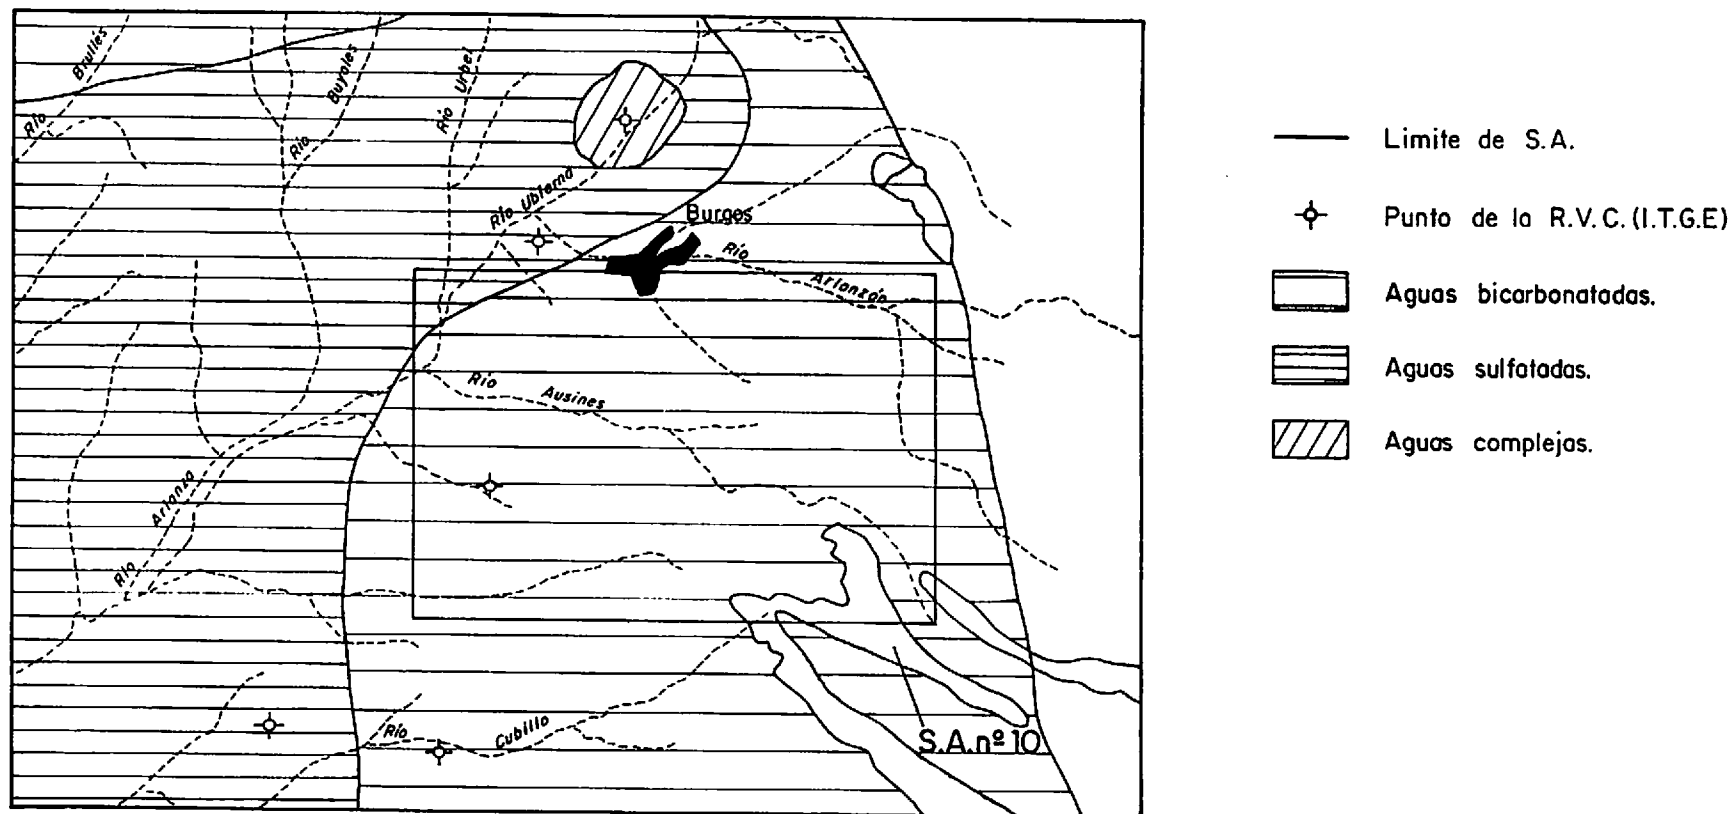 Río Brullés
Río Buyales
Río Urbel
Río Ubierna
Burgos
Río Arlanzón
Río Ausines
Río Arlanza
Río Cubillo
S.A. nº 10
Limite de S.A.
Punto de la R.V.C. (I.T.G.E)
Aguas bicarbonatadas.
Aguas sulfatadas.
Aguas complejas.